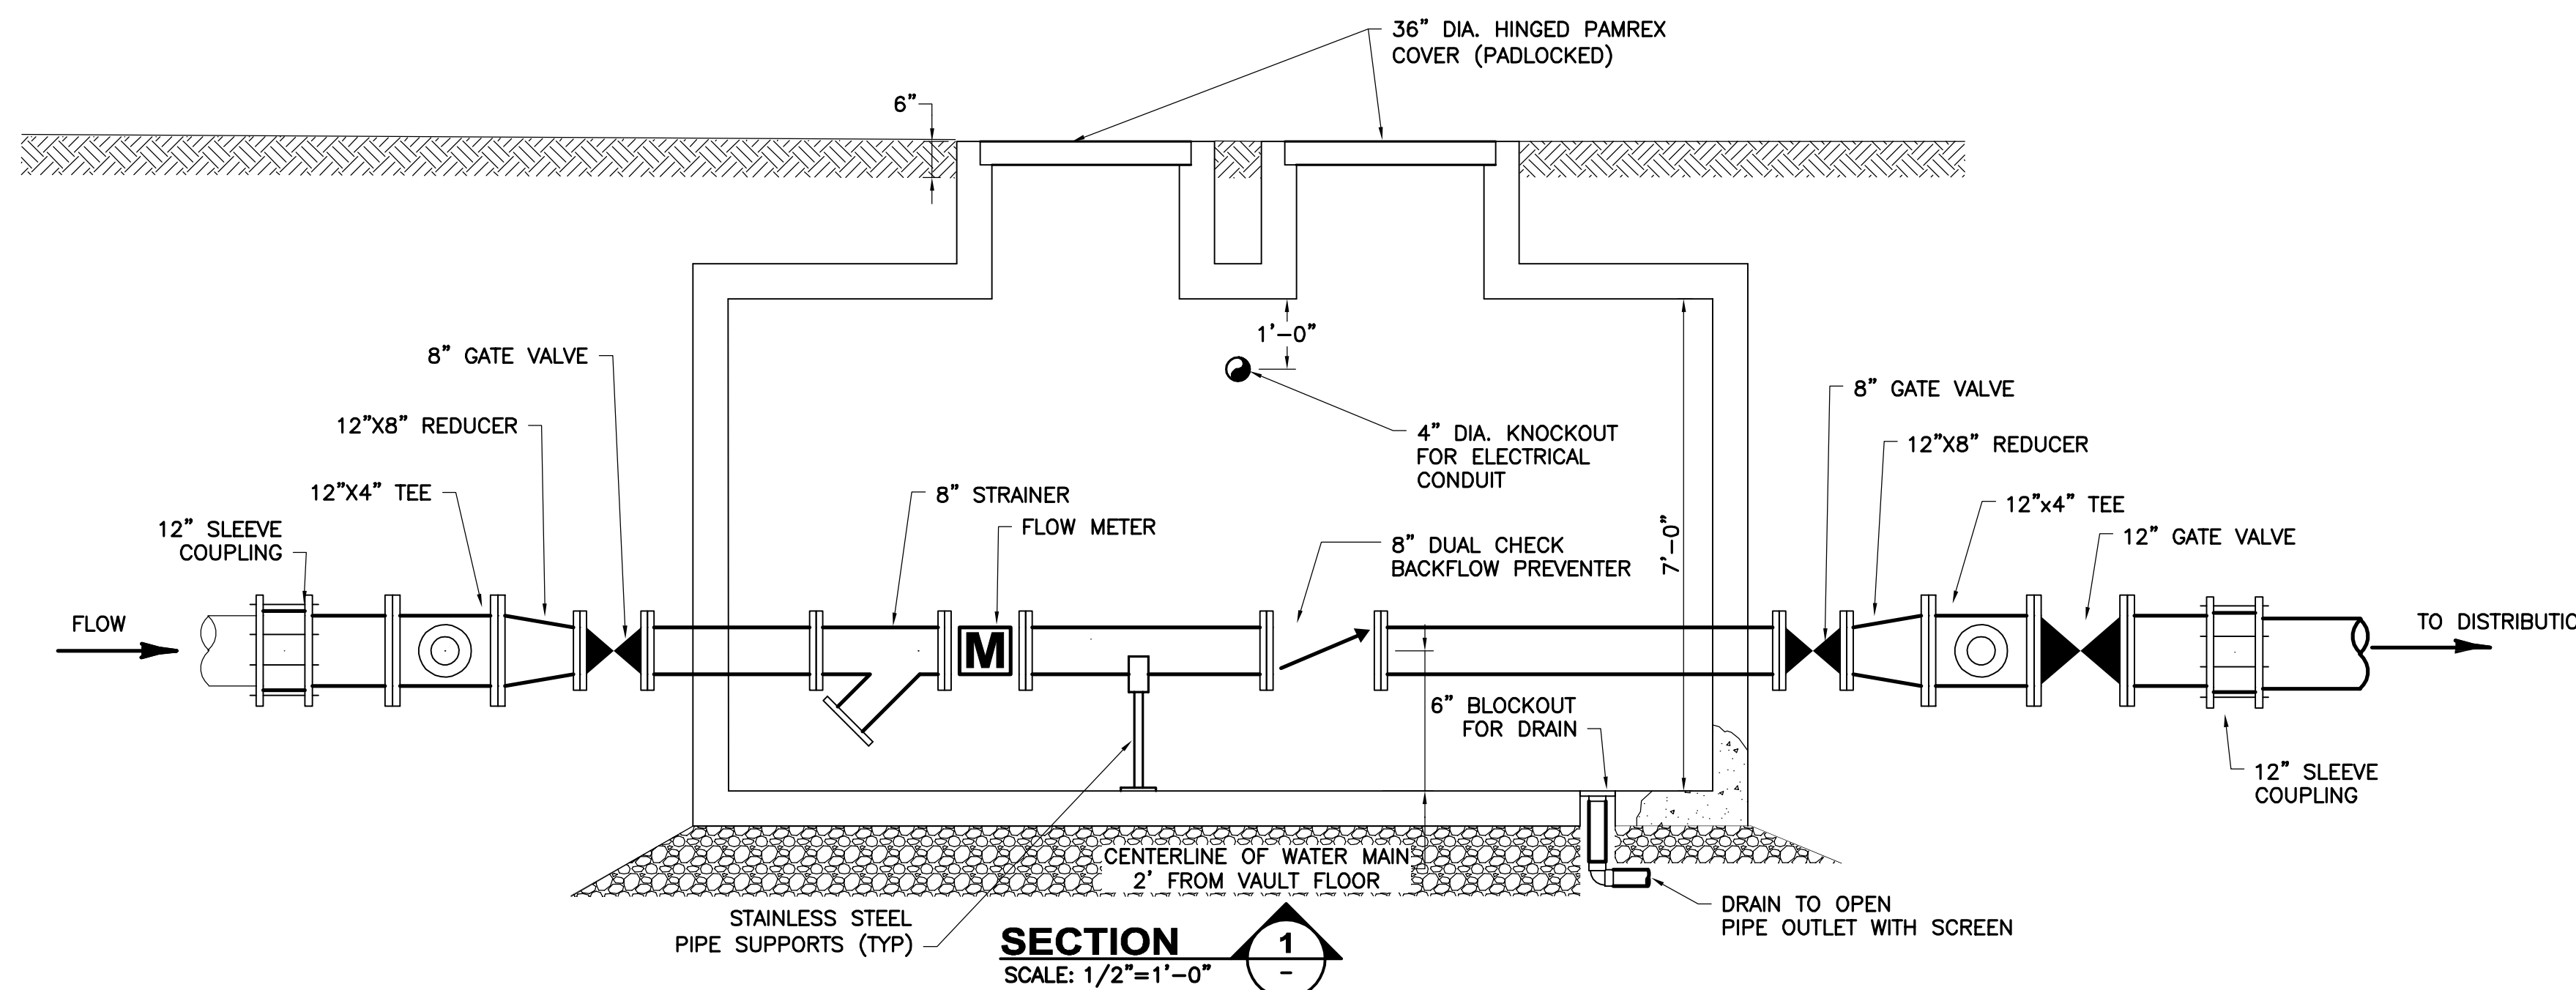 36" DIA. HINGED PAMREX
COVER (PADLOCKED)
6"
1'-0"
8" GATE VALVE
8" GATE VALVE
12"X8" REDUCER
4" DIA. KNOCKOUT
FOR ELECTRICAL
CONDUIT
12"X8" REDUCER
12"X4" TEE
8" STRAINER
12"x4" TEE
12" SLEEVE
COUPLING
FLOW METER
8" DUAL CHECK
BACKFLOW PREVENTER
7'-0"
12" GATE VALVE
FLOW
M
TO DISTRIBUTIO
6" BLOCKOUT
FOR DRAIN
12" SLEEVE
COUPLING
CENTERLINE OF WATER MAIN
2' FROM VAULT FLOOR
STAINLESS STEEL
PIPE SUPPORTS (TYP)
DRAIN TO OPEN
PIPE OUTLET WITH SCREEN
SECTION
1
-
SCALE: 1/2"=1'-0"